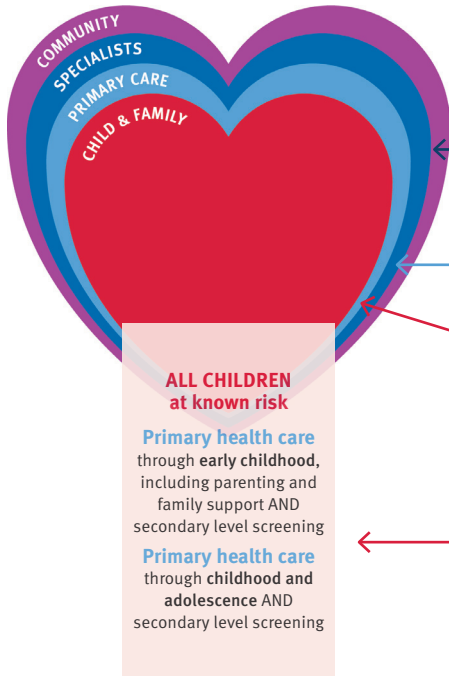 COMMUNITY
SPECIALISTS
PRIMARY CARE
CHILD & FAMILY
ALL CHILDREN
at known risk
Primary health care
through early childhood,
including parenting and
family support AND
secondary level screening
Primary health care
through childhood and
adolescence AND
secondary level screening